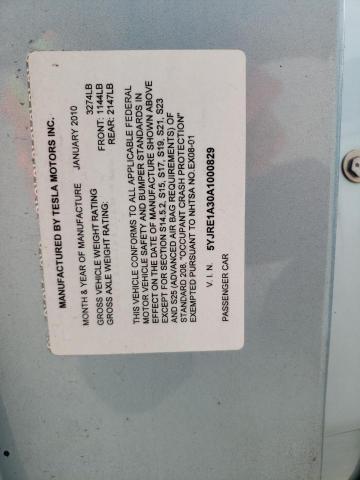 MANUFACTURED BY TESLA MOTORS INC.
MONTH & YEAR OF MANUFACTURE JANUARY 2010
GROSS VEHICLE WEIGHT RATING 3274LB
GROSS AXLE WEIGHT RATING: FRONT: 1144LB
REAR: 2147LB
THIS VEHICLE CONFORMS TO ALL APPLICABLE FEDERAL
MOTOR VEHICLE SAFETY AND BUMPER STANDARDS IN
EFFECT ON THE DATE OF MANUFACTURE SHOWN ABOVE
EXCEPT FOR SECTION S14.5.2, S15, S17, S19, S21, S23
AND S25 (ADVANCED AIR BAG REQUIREMENTS) OF
STANDARD 208, "OCCUPANT CRASH PROTECTION"
EXEMPTED PURSUANT TO NHTSA NO.EX08-01
V. I N. 5YJRE1A30A1000829
PASSENGER CAR